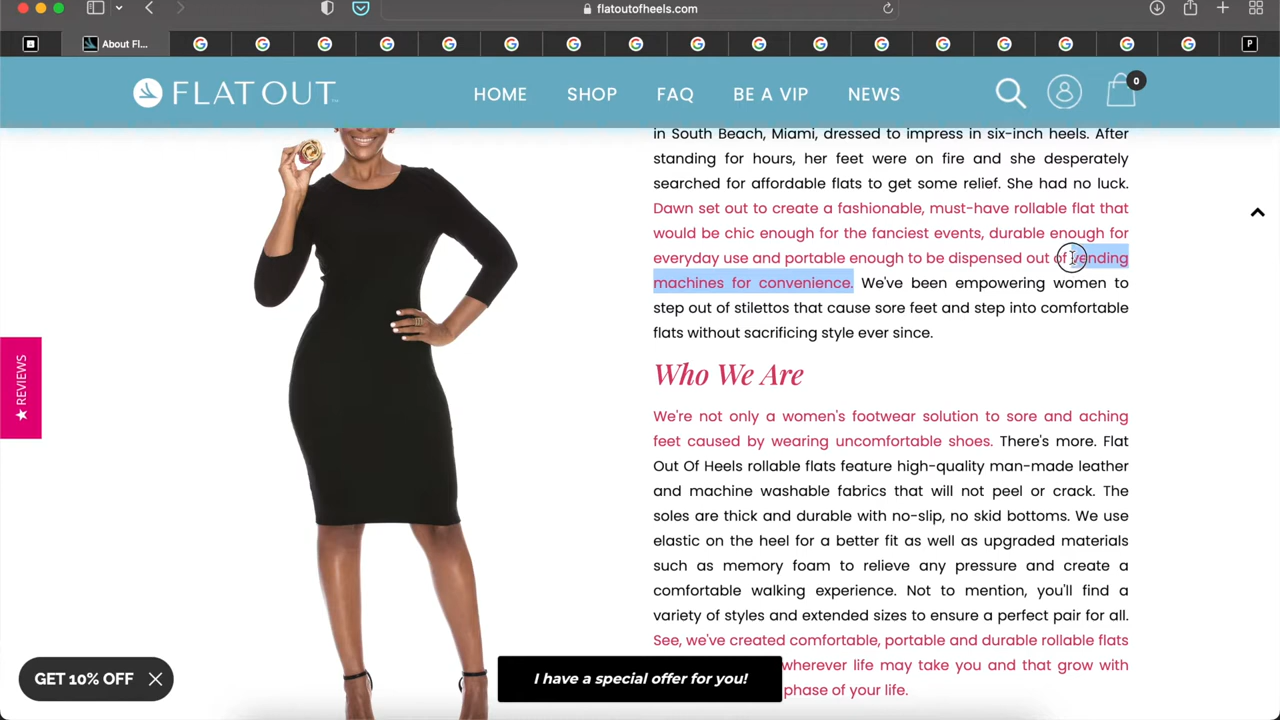 flatoutofheels.com
About Fl...
P
FLAT OUT
HOME SHOP FAQ BE A VIP NEWS
0
in South Beach, Miami, dressed to impress in six-inch heels. After
standing for hours, her feet were on fire and she desperately
searched for affordable flats to get some relief. She had no luck.
Dawn set out to create a fashionable, must-have rollable flat that
would be chic enough for the fanciest events, durable enough for
everyday use and portable enough to be dispensed out of vending
machines for convenience. We've been empowering women to
step out of stilettos that cause sore feet and step into comfortable
flats without sacrificing style ever since.
Who We Are
We're not only a women's footwear solution to sore and aching
feet caused by wearing uncomfortable shoes. There's more. Flat
Out Of Heels rollable flats feature high-quality man-made leather
and machine washable fabrics that will not peel or crack. The
soles are thick and durable with no-slip, no skid bottoms. We use
elastic on the heel for a better fit as well as upgraded materials
such as memory foam to relieve any pressure and create a
comfortable walking experience. Not to mention, you'll find a
variety of styles and extended sizes to ensure a perfect pair for all.
See, we've created comfortable, portable and durable rollable flats
wherever life may take you and that grow with
phase of your life.
★ REVIEWS
GET 10% OFF
I have a special offer for you!